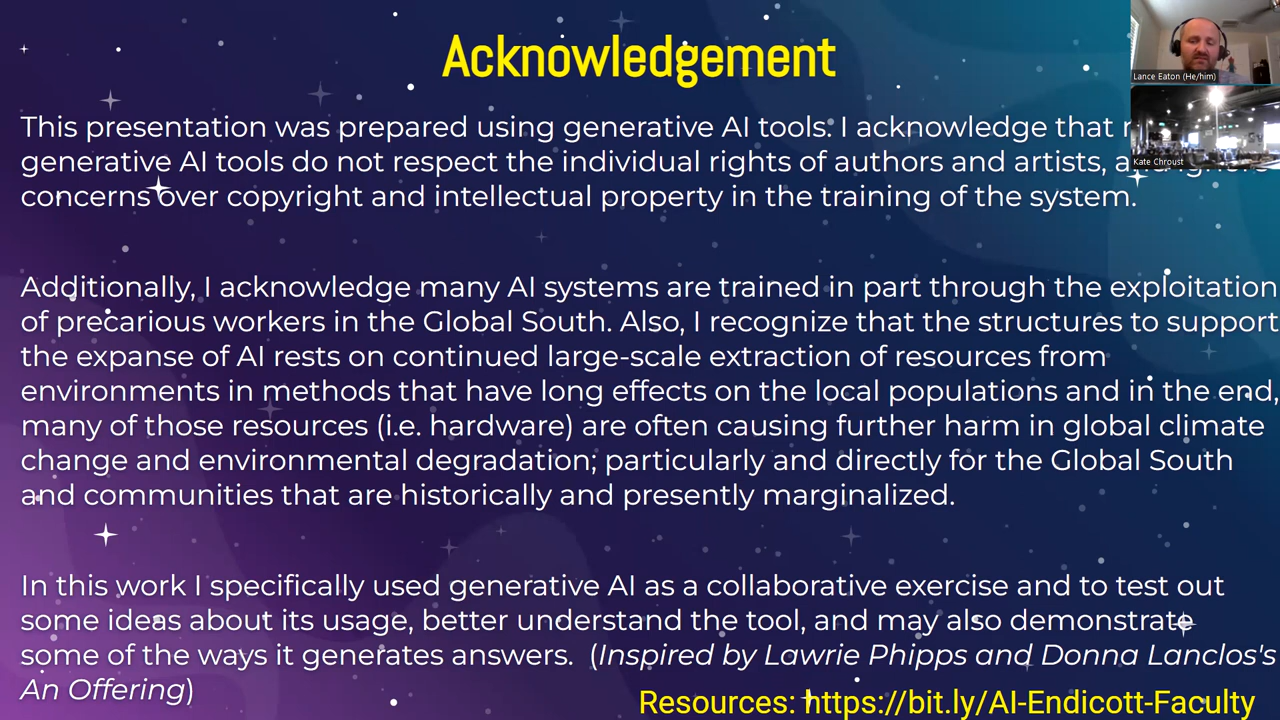 Acknowledgement
Lance Eaton (He/him)
This presentation was prepared using generative AI tools. I acknowledge that
Kate Chroust
generative AI tools do not respect the individual rights of authors and artists,
concerns over copyright and intellectual property in the training of the system.
Additionally, I acknowledge many AI systems are trained in part through the exploitation
of precarious workers in the Global South. Also, I recognize that the structures to support
the expanse of AI rests on continued large-scale extraction of resources from
environments in methods that have long effects on the local populations and in the end,
many of those resources (i.e. hardware) are often causing further harm in global climate
change and environmental degradation; particularly and directly for the Global South
and communities that are historically and presently marginalized.
In this work I specifically used generative AI as a collaborative exercise and to test out
some ideas about its usage, better understand the tool, and may also demonstrate
some of the ways it generates answers. (Inspired by Lawrie Phipps and Donna Lanclos's
An Offering)
Resources: https://bit.ly/AI-Endicott-Faculty